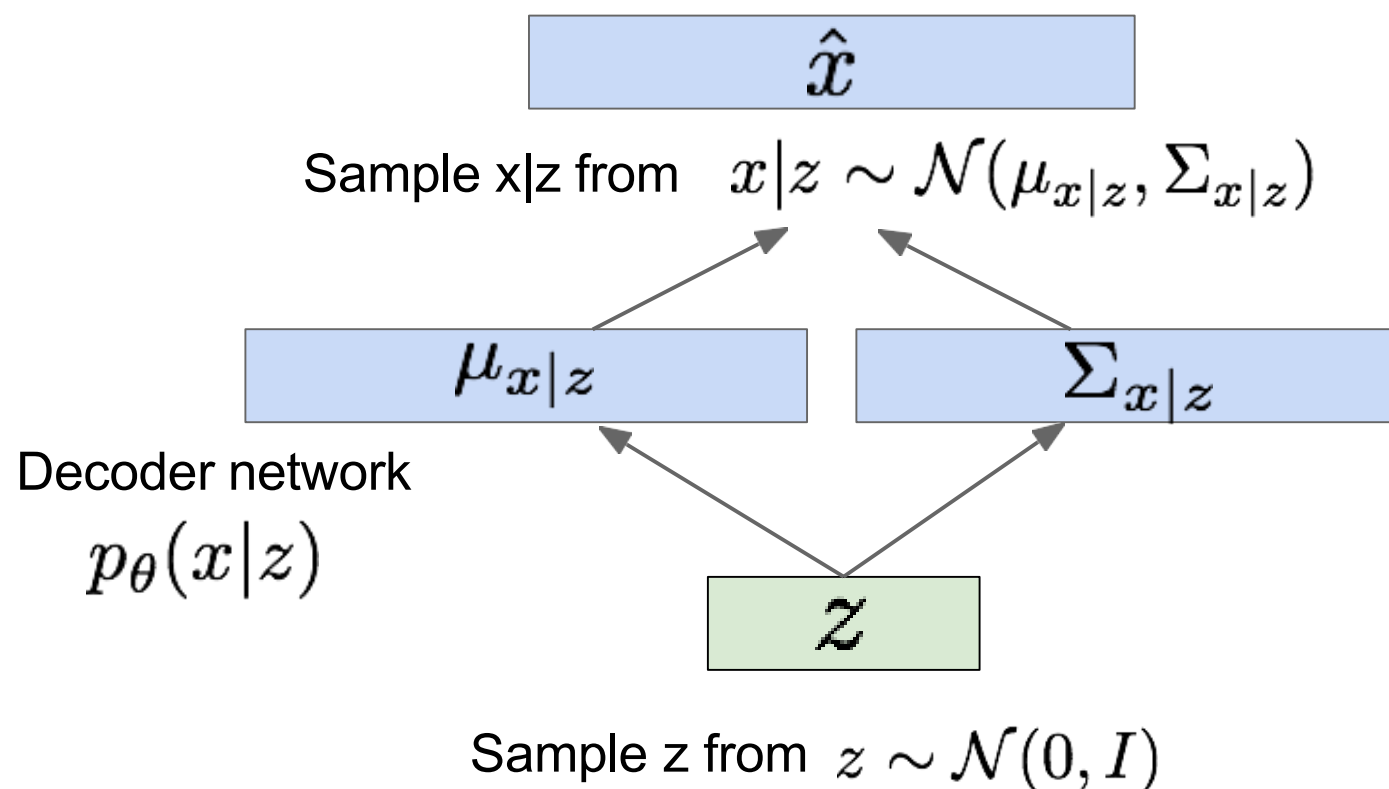 x̂
Sample x|z from x|z ∼ 𝒩(μ_{x|z}, Σ_{x|z})
μ_{x|z}
Σ_{x|z}
Decoder network
p_θ(x|z)
z
Sample z from z ∼ 𝒩(0, I)